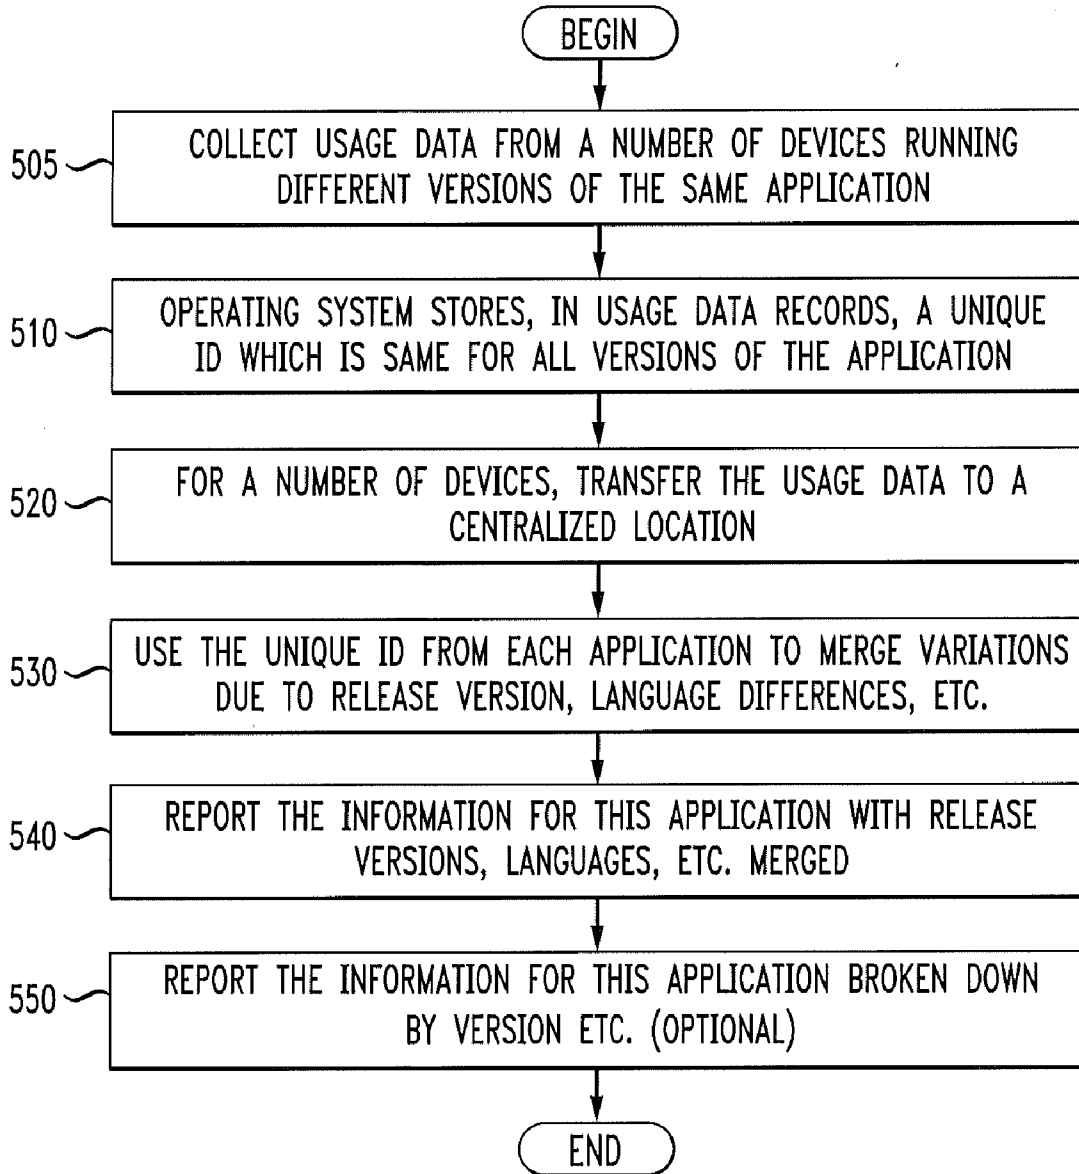 BEGIN
505
COLLECT USAGE DATA FROM A NUMBER OF DEVICES RUNNING
DIFFERENT VERSIONS OF THE SAME APPLICATION
510
OPERATING SYSTEM STORES, IN USAGE DATA RECORDS, A UNIQUE
ID WHICH IS SAME FOR ALL VERSIONS OF THE APPLICATION
520
FOR A NUMBER OF DEVICES, TRANSFER THE USAGE DATA TO A
CENTRALIZED LOCATION
530
USE THE UNIQUE ID FROM EACH APPLICATION TO MERGE VARIATIONS
DUE TO RELEASE VERSION, LANGUAGE DIFFERENCES, ETC.
540
REPORT THE INFORMATION FOR THIS APPLICATION WITH RELEASE
VERSIONS, LANGUAGES, ETC. MERGED
550
REPORT THE INFORMATION FOR THIS APPLICATION BROKEN DOWN
BY VERSION ETC. (OPTIONAL)
END